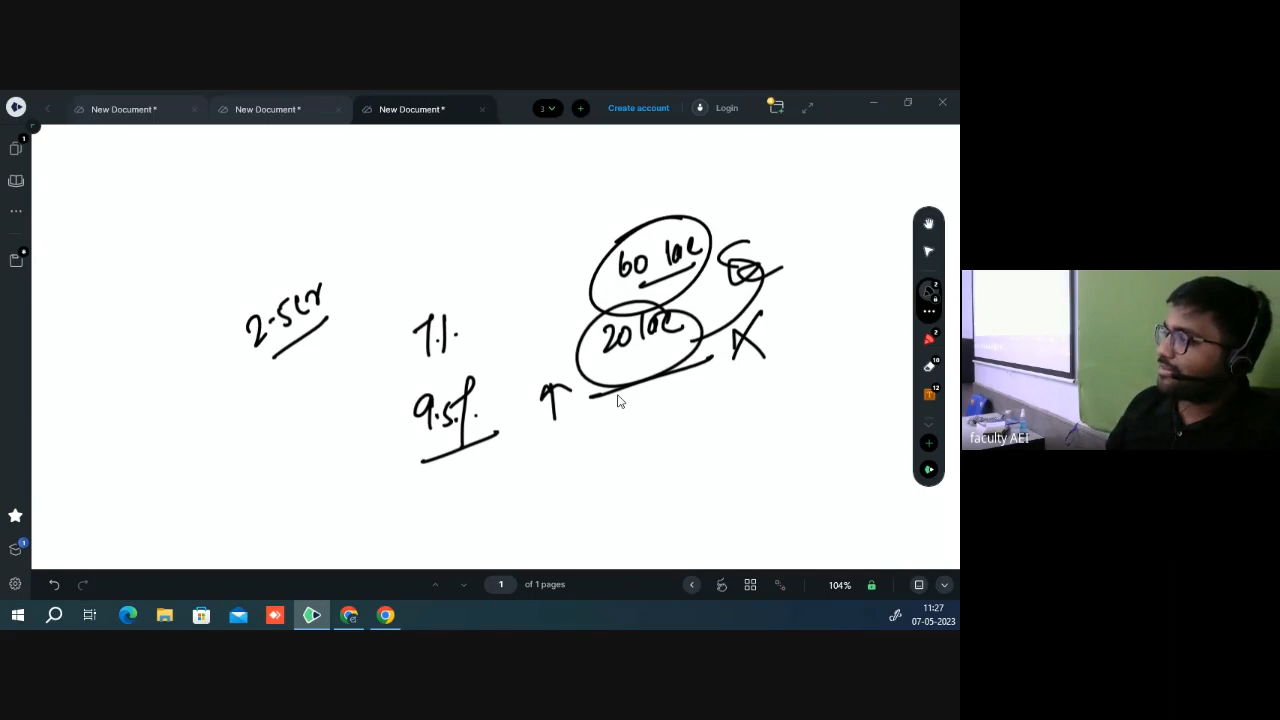 New Document*
New Document*
New Document*
3
Create account
Login
60 lac
20 lac
2.5cr
9.5%
1
of 1 pages
104%
11:27
07-05-2023
faculty AEI